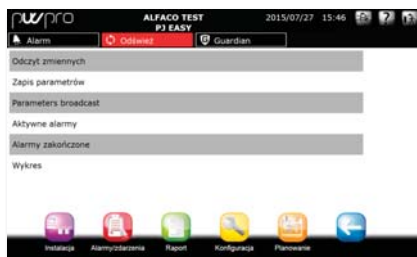 pwpro ALFACO TEST 2015/07/27 15:46
PJ EASY
Alarm Odśwież Guardian
Odczyt zmiennych
Zapis parametrów
Parameters broadcast
Aktywne alarmy
Alarmy zakończone
Wykres
Instalacja Alarmy/zdarzenia Raport Konfiguracja Planowanie